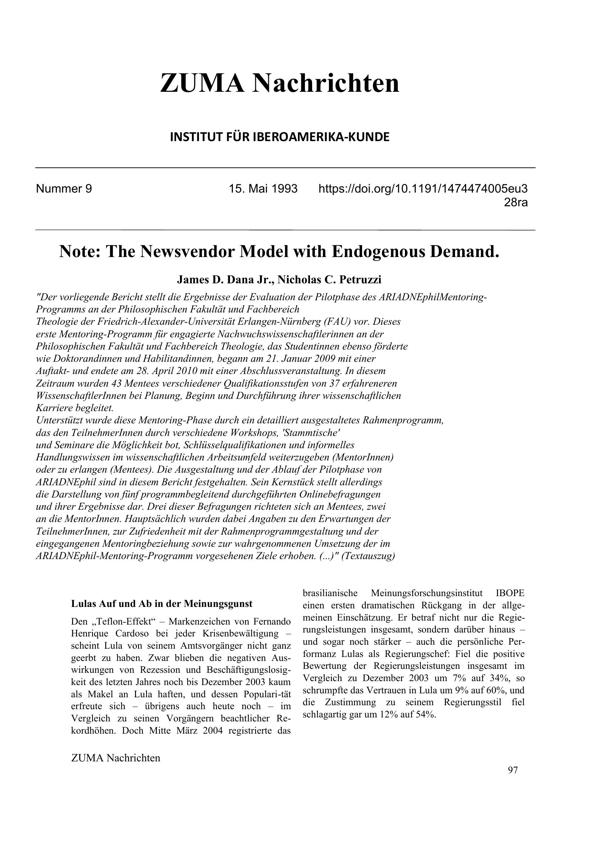 ZUMA Nachrichten
INSTITUT FÜR IBEROAMERIKA-KUNDE
Nummer 9
15. Mai 1993
https://doi.org/10.1191/1474474005eu3
28ra
Note: The Newsvendor Model with Endogenous Demand.
James D. Dana Jr., Nicholas C. Petruzzi
"Der vorliegende Bericht stellt die Ergebnisse der Evaluation der Pilotphase des ARIADNEphilMentoring-
Programms an der Philosophischen Fakultät und Fachbereich
Theologie der Friedrich-Alexander-Universität Erlangen-Nürnberg (FAU) vor. Dieses
erste Mentoring-Programm für engagierte NachwuchswissenschaftlerInnen an der
Philosophischen Fakultät und Fachbereich Theologie, das Studentinnen ebenso förderte
wie Doktorandinnen und Habilitandinnen, begann am 21. Januar 2009 mit einer
Auftakt- und endete am 28. April 2010 mit einer Abschlussveranstaltung. In diesem
Zeitraum wurden 43 Mentees verschiedener Qualifikationsstufen von 37 erfahreneren
WissenschaftlerInnen bei Planung, Beginn und Durchführung ihrer wissenschaftlichen
Karriere begleitet.
Unterstützt wurde diese Mentoring-Phase durch ein detailliert ausgestaltetes Rahmenprogramm,
das den TeilnehmerInnen durch verschiedene Workshops, 'Stammtische'
und Seminare die Möglichkeit bot, Schlüsselqualifikationen und informelles
Handlungswissen im wissenschaftlichen Arbeitsumfeld weiterzugeben (MentorInnen)
oder zu erlangen (Mentees). Die Ausgestaltung und der Ablauf der Pilotphase von
ARIADNEphil sind in diesem Bericht festgehalten. Sein Kernstück stellt allerdings
die Darstellung von fünf programmbegleitend durchgeführten Onlinebefragungen
und ihrer Ergebnisse dar. Drei dieser Befragungen richteten sich an Mentees, zwei
an die MentorInnen. Hauptsächlich wurden dabei Angaben zu den Erwartungen der
TeilnehmerInnen, zur Zufriedenheit mit der Rahmenprogrammgestaltung und der
eingegangenen Mentoringbeziehung sowie zur wahrgenommenen Umsetzung der im
ARIADNEphil-Mentoring-Programm vorgesehenen Ziele erhoben. (...)" (Textauszug)
Lulas Auf und Ab in der Meinungsgunst
Den „Teflon-Effekt“ – Markenzeichen von Fernando
Henrique Cardoso bei jeder Krisenbewältigung –
scheint Lula von seinem Amtsvorgänger nicht ganz
geerbt zu haben. Zwar blieben die negativen Aus-
wirkungen von Rezession und Beschäftigungslosig-
keit des letzten Jahres noch bis Dezember 2003 kaum
als Makel an Lula haften, und dessen Populari-tät
erfreute sich – übrigens auch heute noch – im
Vergleich zu seinen Vorgängern beachtlicher Re-
kordhöhen. Doch Mitte März 2004 registrierte das
brasilianische Meinungsforschungsinstitut IBOPE
einen ersten dramatischen Rückgang in der allge-
meinen Einschätzung. Er betraf nicht nur die Regie-
rungsleistungen insgesamt, sondern darüber hinaus –
und sogar noch stärker – auch die persönliche Per-
formanz Lulas als Regierungschef: Fiel die positive
Bewertung der Regierungsleistungen insgesamt im
Vergleich zu Dezember 2003 um 7% auf 34%, so
schrumpfte das Vertrauen in Lula um 9% auf 60%, und
die Zustimmung zu seinem Regierungsstil fiel
schlagartig gar um 12% auf 54%.
ZUMA Nachrichten
97